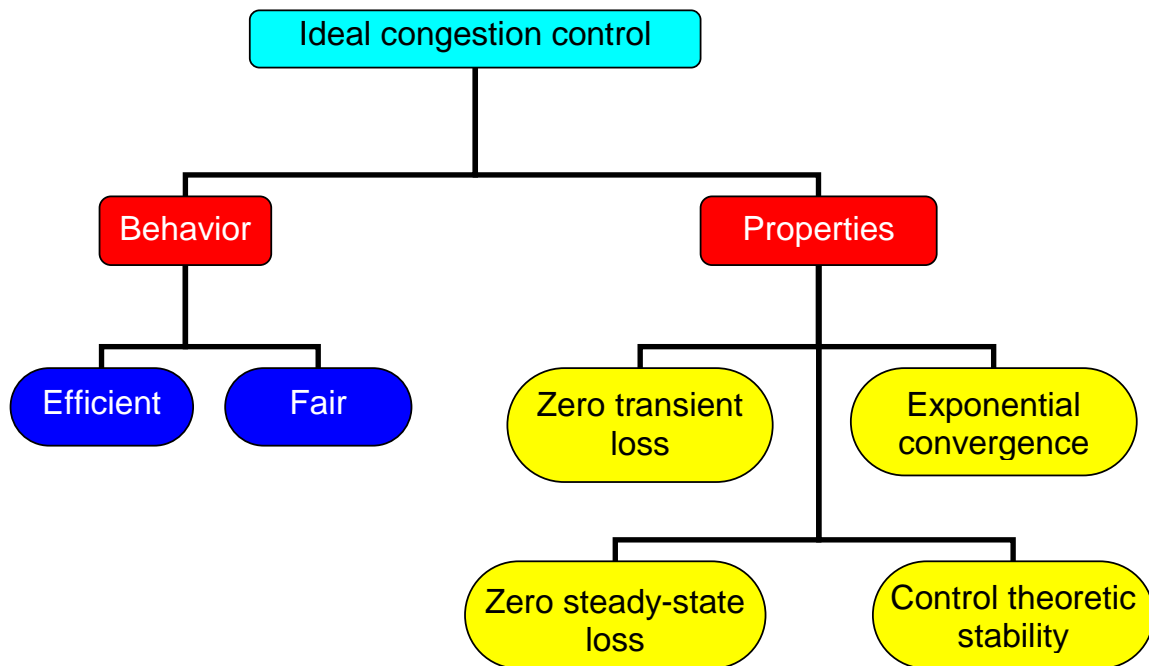 Ideal congestion control
Behavior
Properties
Efficient
Fair
Zero transient
loss
Exponential
convergence
Zero steady-state
loss
Control theoretic
stability